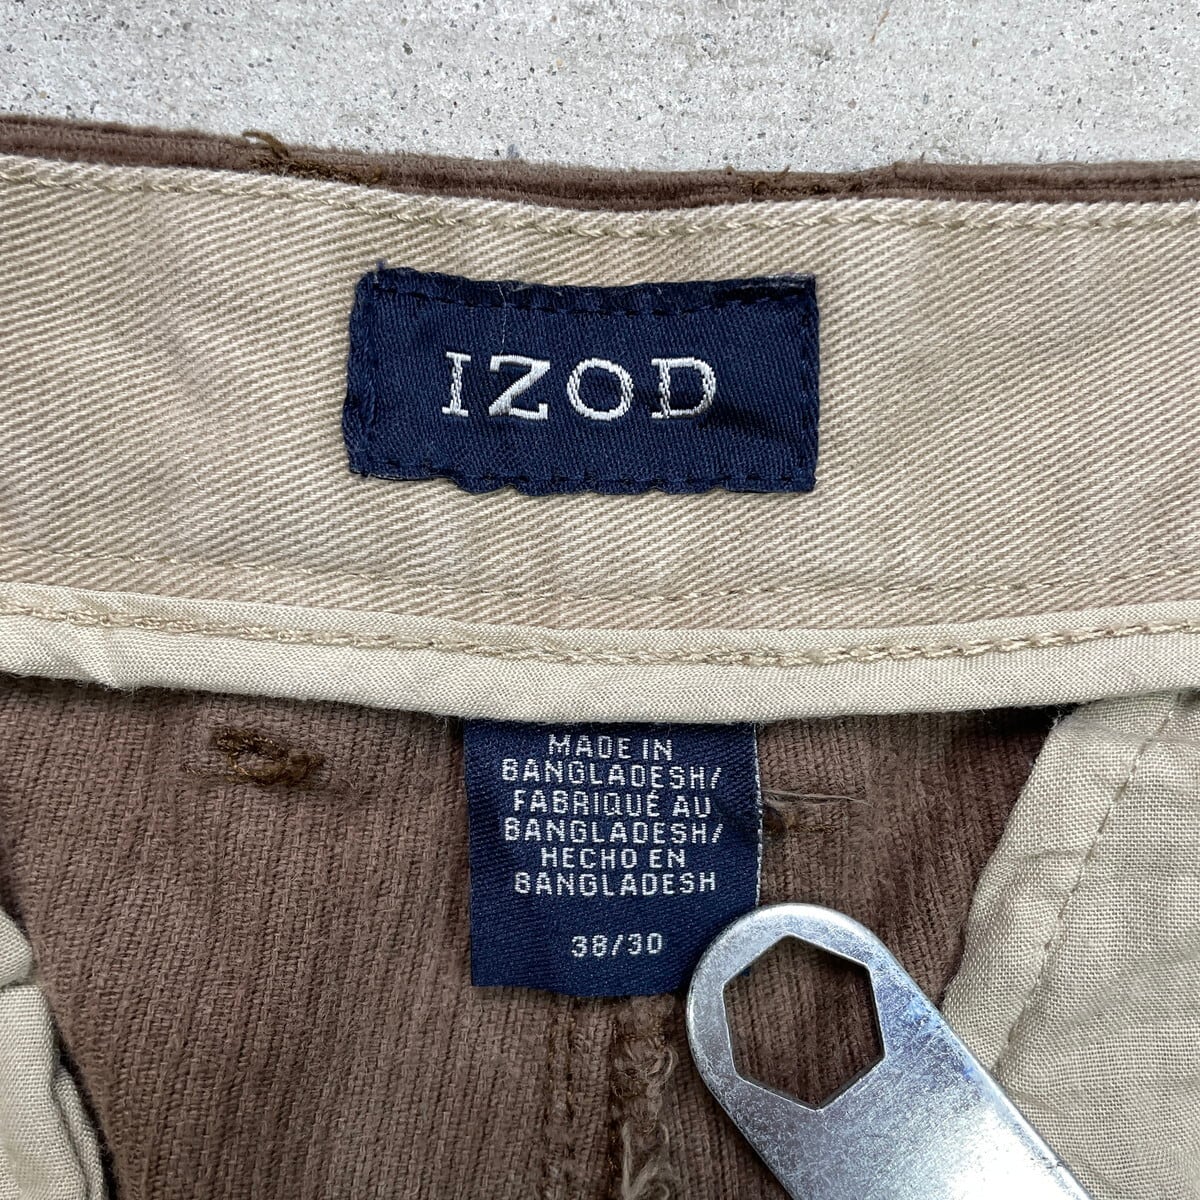 IZOD
MADE IN
BANGLADESH/
FABRIQUÉ AU
BANGLADESH/
HECHO EN
BANGLADESH
38/30